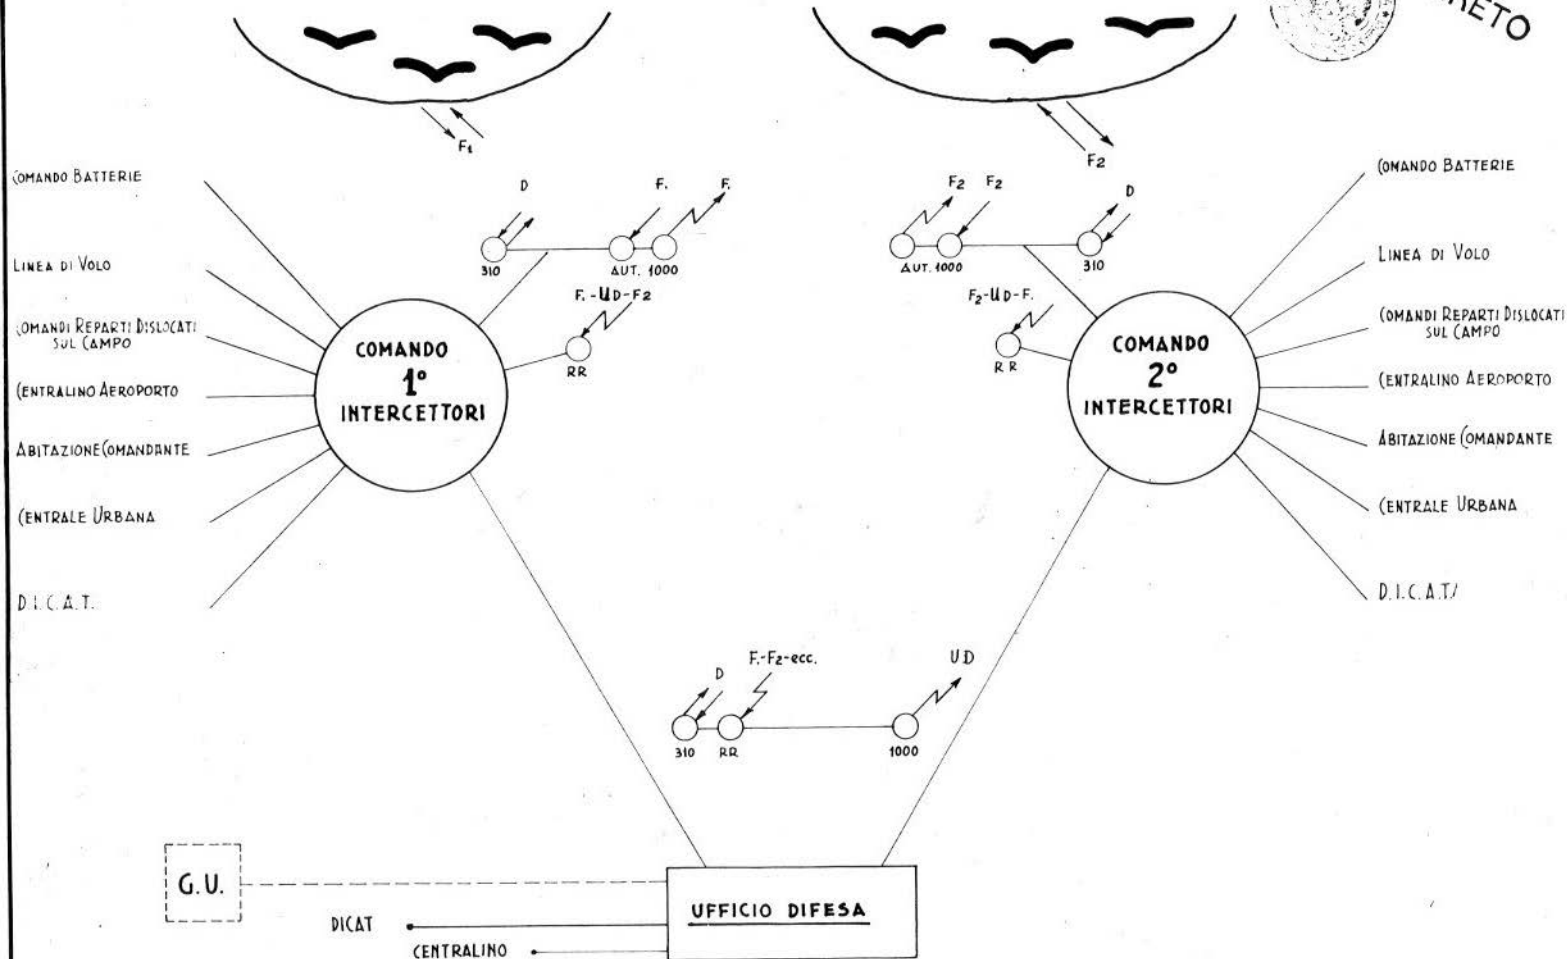 F1
F2
COMANDO BATTERIE
LINEA DI VOLO
COMANDI REPARTI DISLOCATI
SUL CAMPO
CENTRALINO AEROPORTO
ABITAZIONE COMANDANTE
CENTRALE URBANA
D.I.C.A.T.
D
F.
F.
310
AUT. 1000
F.-UD-F2
RR
COMANDO
1º
INTERCETTORI
F2
F2
D
AUT. 1000
310
F2-UD-F.
RR
COMANDO
2º
INTERCETTORI
COMANDO BATTERIE
LINEA DI VOLO
COMANDI REPARTI DISLOCATI
SUL CAMPO
CENTRALINO AEROPORTO
ABITAZIONE COMANDANTE
CENTRALE URBANA
D.I.C.A.T.
D
F.-F2-ecc.
UD
310
RR
1000
G.U.
DICAT
CENTRALINO
UFFICIO DIFESA